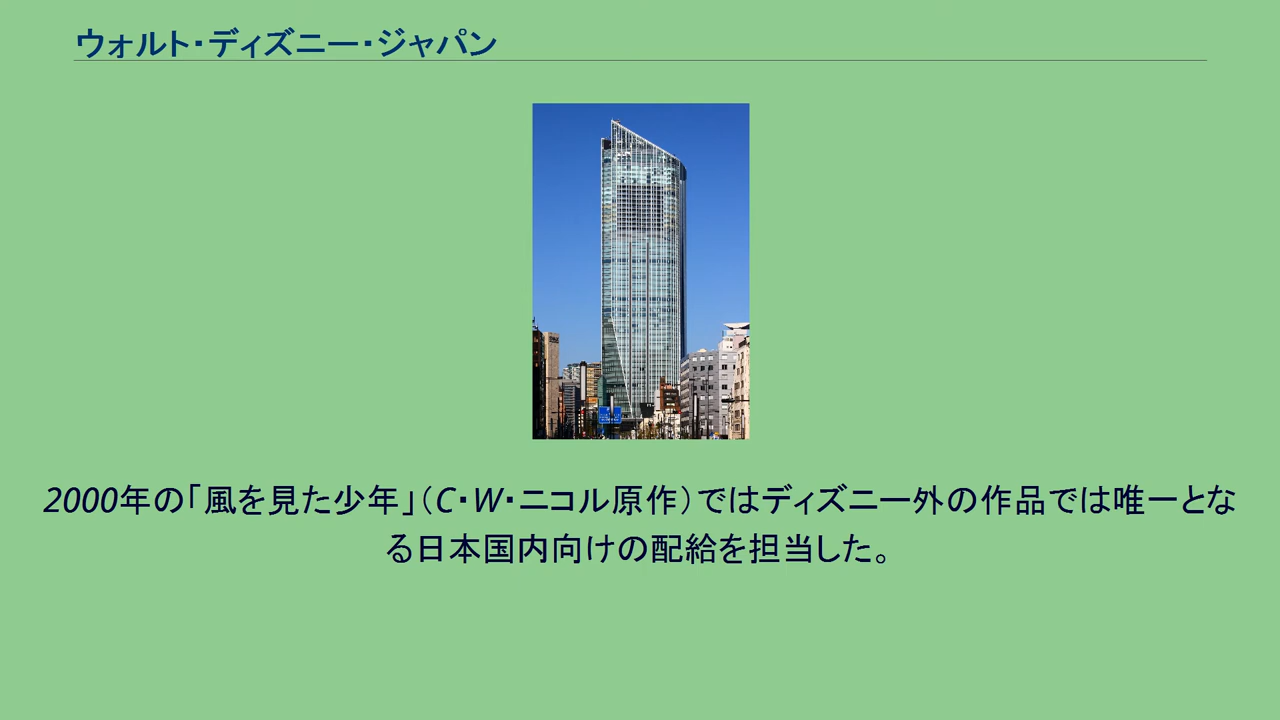 ウォルト・ディズニー・ジャパン
2000年の「風を見た少年」（C・W・ニコル原作）ではディズニー外の作品では唯一とな
る日本国内向けの配給を担当した。